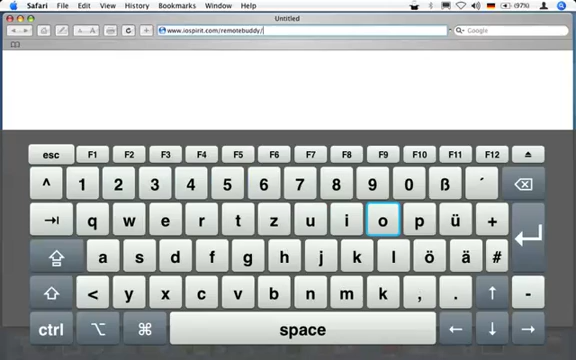 Safari File Edit View History Bookmarks Window Help (97%)
Untitled
www.iospirit.com/remotebuddy/ Google
esc F1 F2 F3 F4 F5 F6 F7 F8 F9 F10 F11 F12
^ 1 2 3 4 5 6 7 8 9 0 ß ´
q w e r t z u i o p ü +
a s d f g h j k l ö ä #
< y x c v b n m k , . -
ctrl space